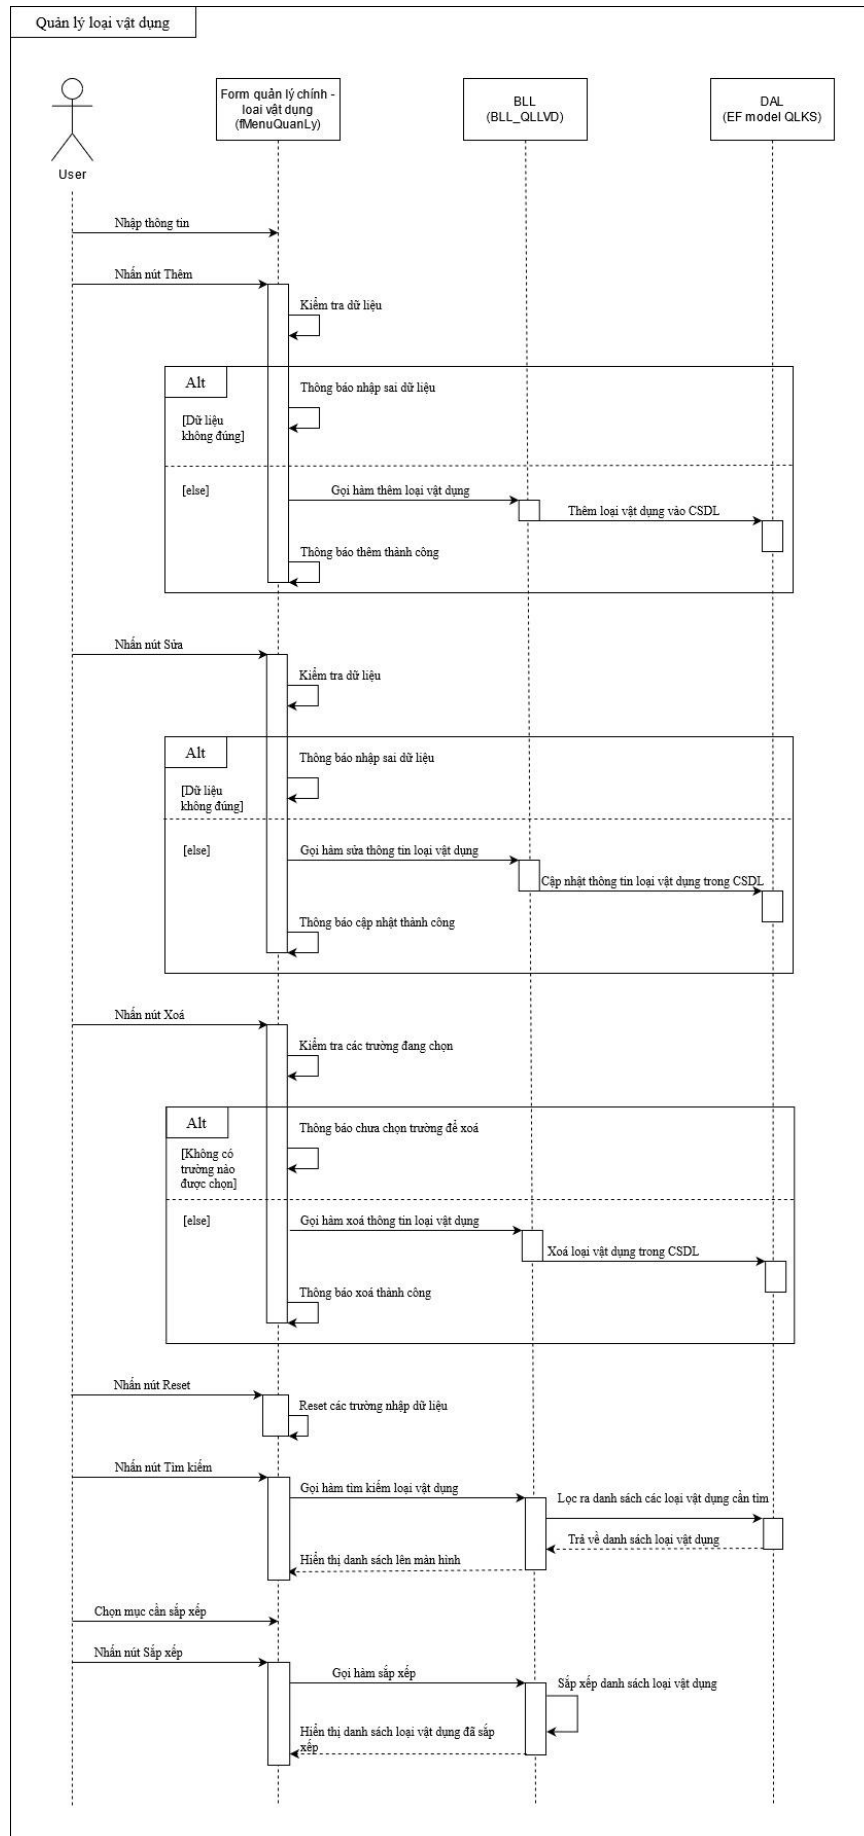 Quản lý loại vật dụng
Form quản lý chính -
loai vật dụng
(fMenuQuanLy)
BLL
(BLL_QLLVD)
DAL
(EF model QLKS)
User
Nhập thông tin
Nhấn nút Thêm
Kiểm tra dữ liệu
Alt
Thông báo nhập sai dữ liệu
[Dữ liệu
không đúng]
[else]
Gọi hàm thêm loại vật dụng
Thêm loại vật dụng vào CSDL
Thông báo thêm thành công
Nhấn nút Sửa
Kiểm tra dữ liệu
Alt
Thông báo nhập sai dữ liệu
[Dữ liệu
không đúng]
[else]
Gọi hàm sửa thông tin loại vật dụng
Cập nhật thông tin loại vật dụng trong CSDL
Thông báo cập nhật thành công
Nhấn nút Xoá
Kiểm tra các trường đang chọn
Alt
Thông báo chưa chọn trường để xoá
[Không có
trường nào
được chọn]
[else]
Gọi hàm xoá thông tin loại vật dụng
Xoá loại vật dụng trong CSDL
Thông báo xoá thành công
Nhấn nút Reset
Reset các trường nhập dữ liệu
Nhấn nút Tìm kiếm
Gọi hàm tìm kiếm loại vật dụng
Lọc ra danh sách các loại vật dụng cần tìm
Trả về danh sách loại vật dụng
Hiển thị danh sách lên màn hình
Chọn mục cần sắp xếp
Nhấn nút Sắp xếp
Gọi hàm sắp xếp
Sắp xếp danh sách loại vật dụng
Hiển thị danh sách loại vật dụng đã sắp
xếp